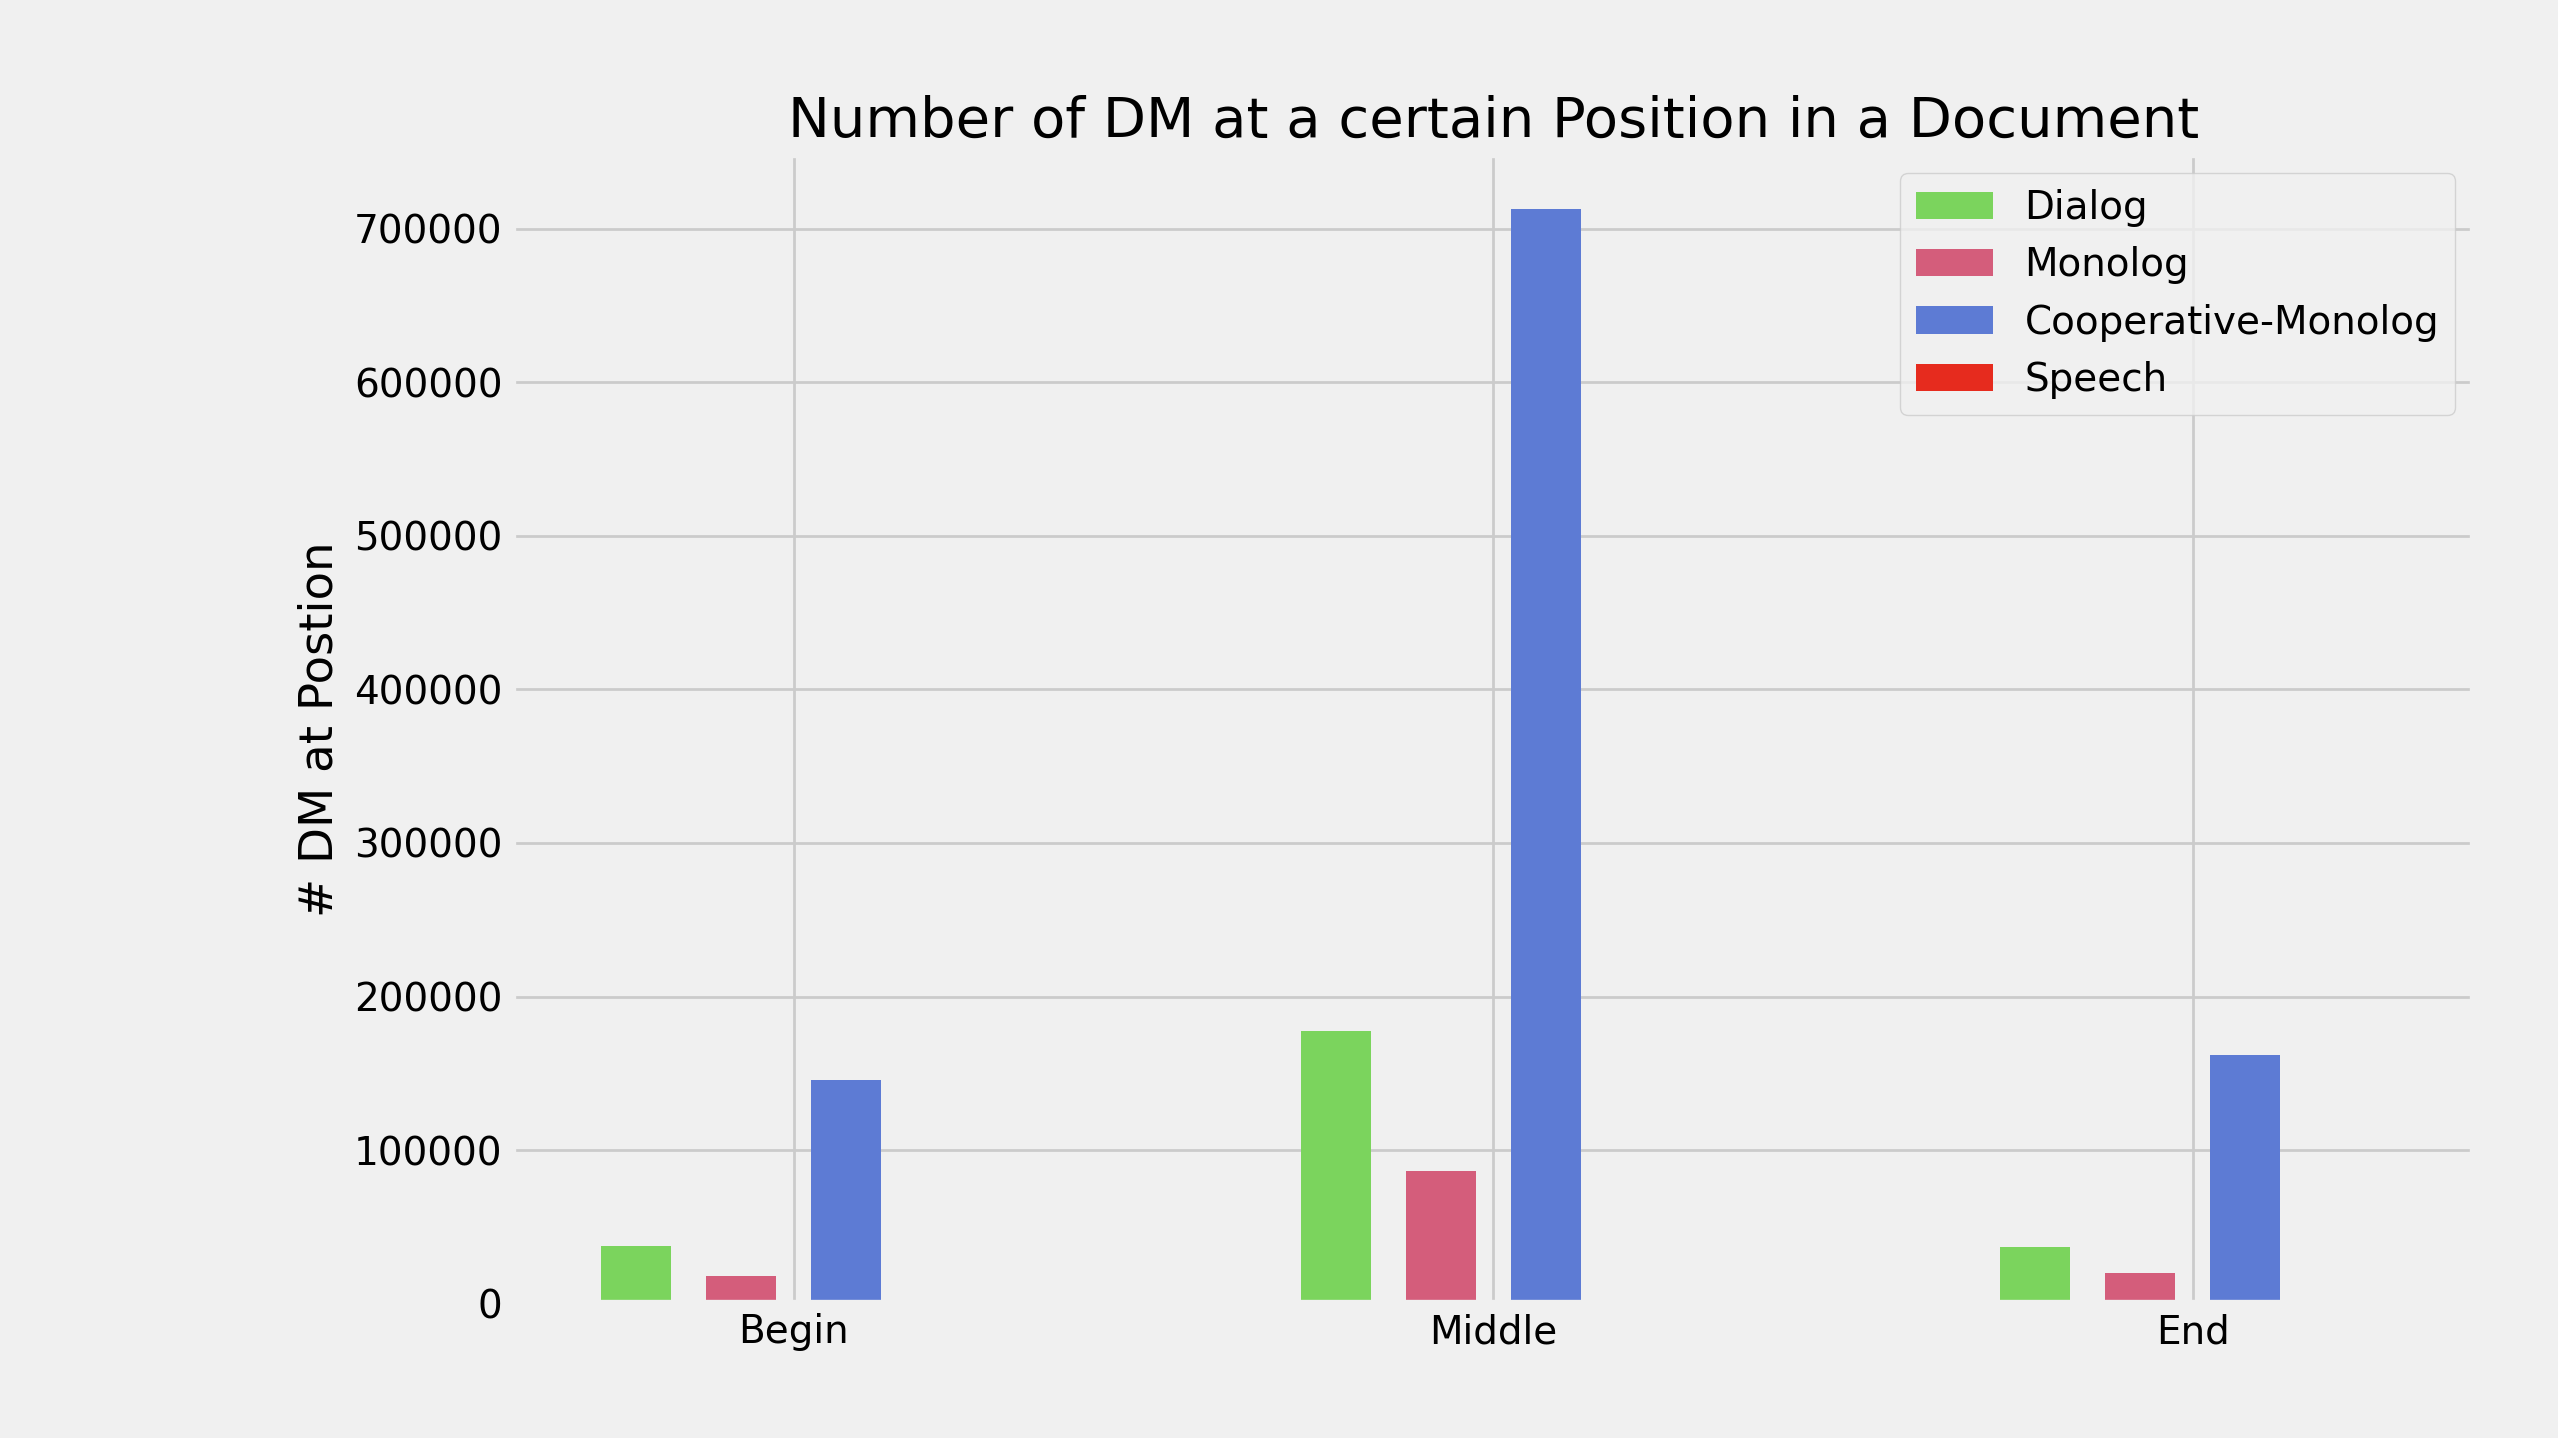 Number of DM at a certain Position in a Document
# DM at Postion
700000
600000
500000
400000
300000
200000
100000
0
Begin
Middle
End
Dialog
Monolog
Cooperative-Monolog
Speech